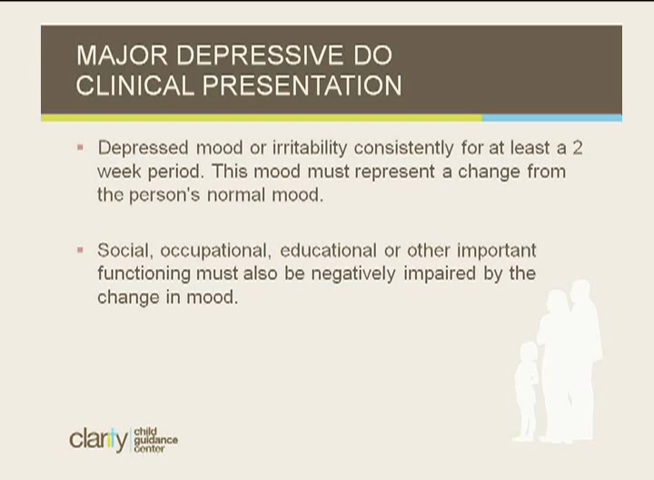 MAJOR DEPRESSIVE DO
CLINICAL PRESENTATION
Depressed mood or irritability consistently for at least a 2
week period. This mood must represent a change from
the person's normal mood.
Social, occupational, educational or other important
functioning must also be negatively impaired by the
change in mood.
clarity
child
guidance
center